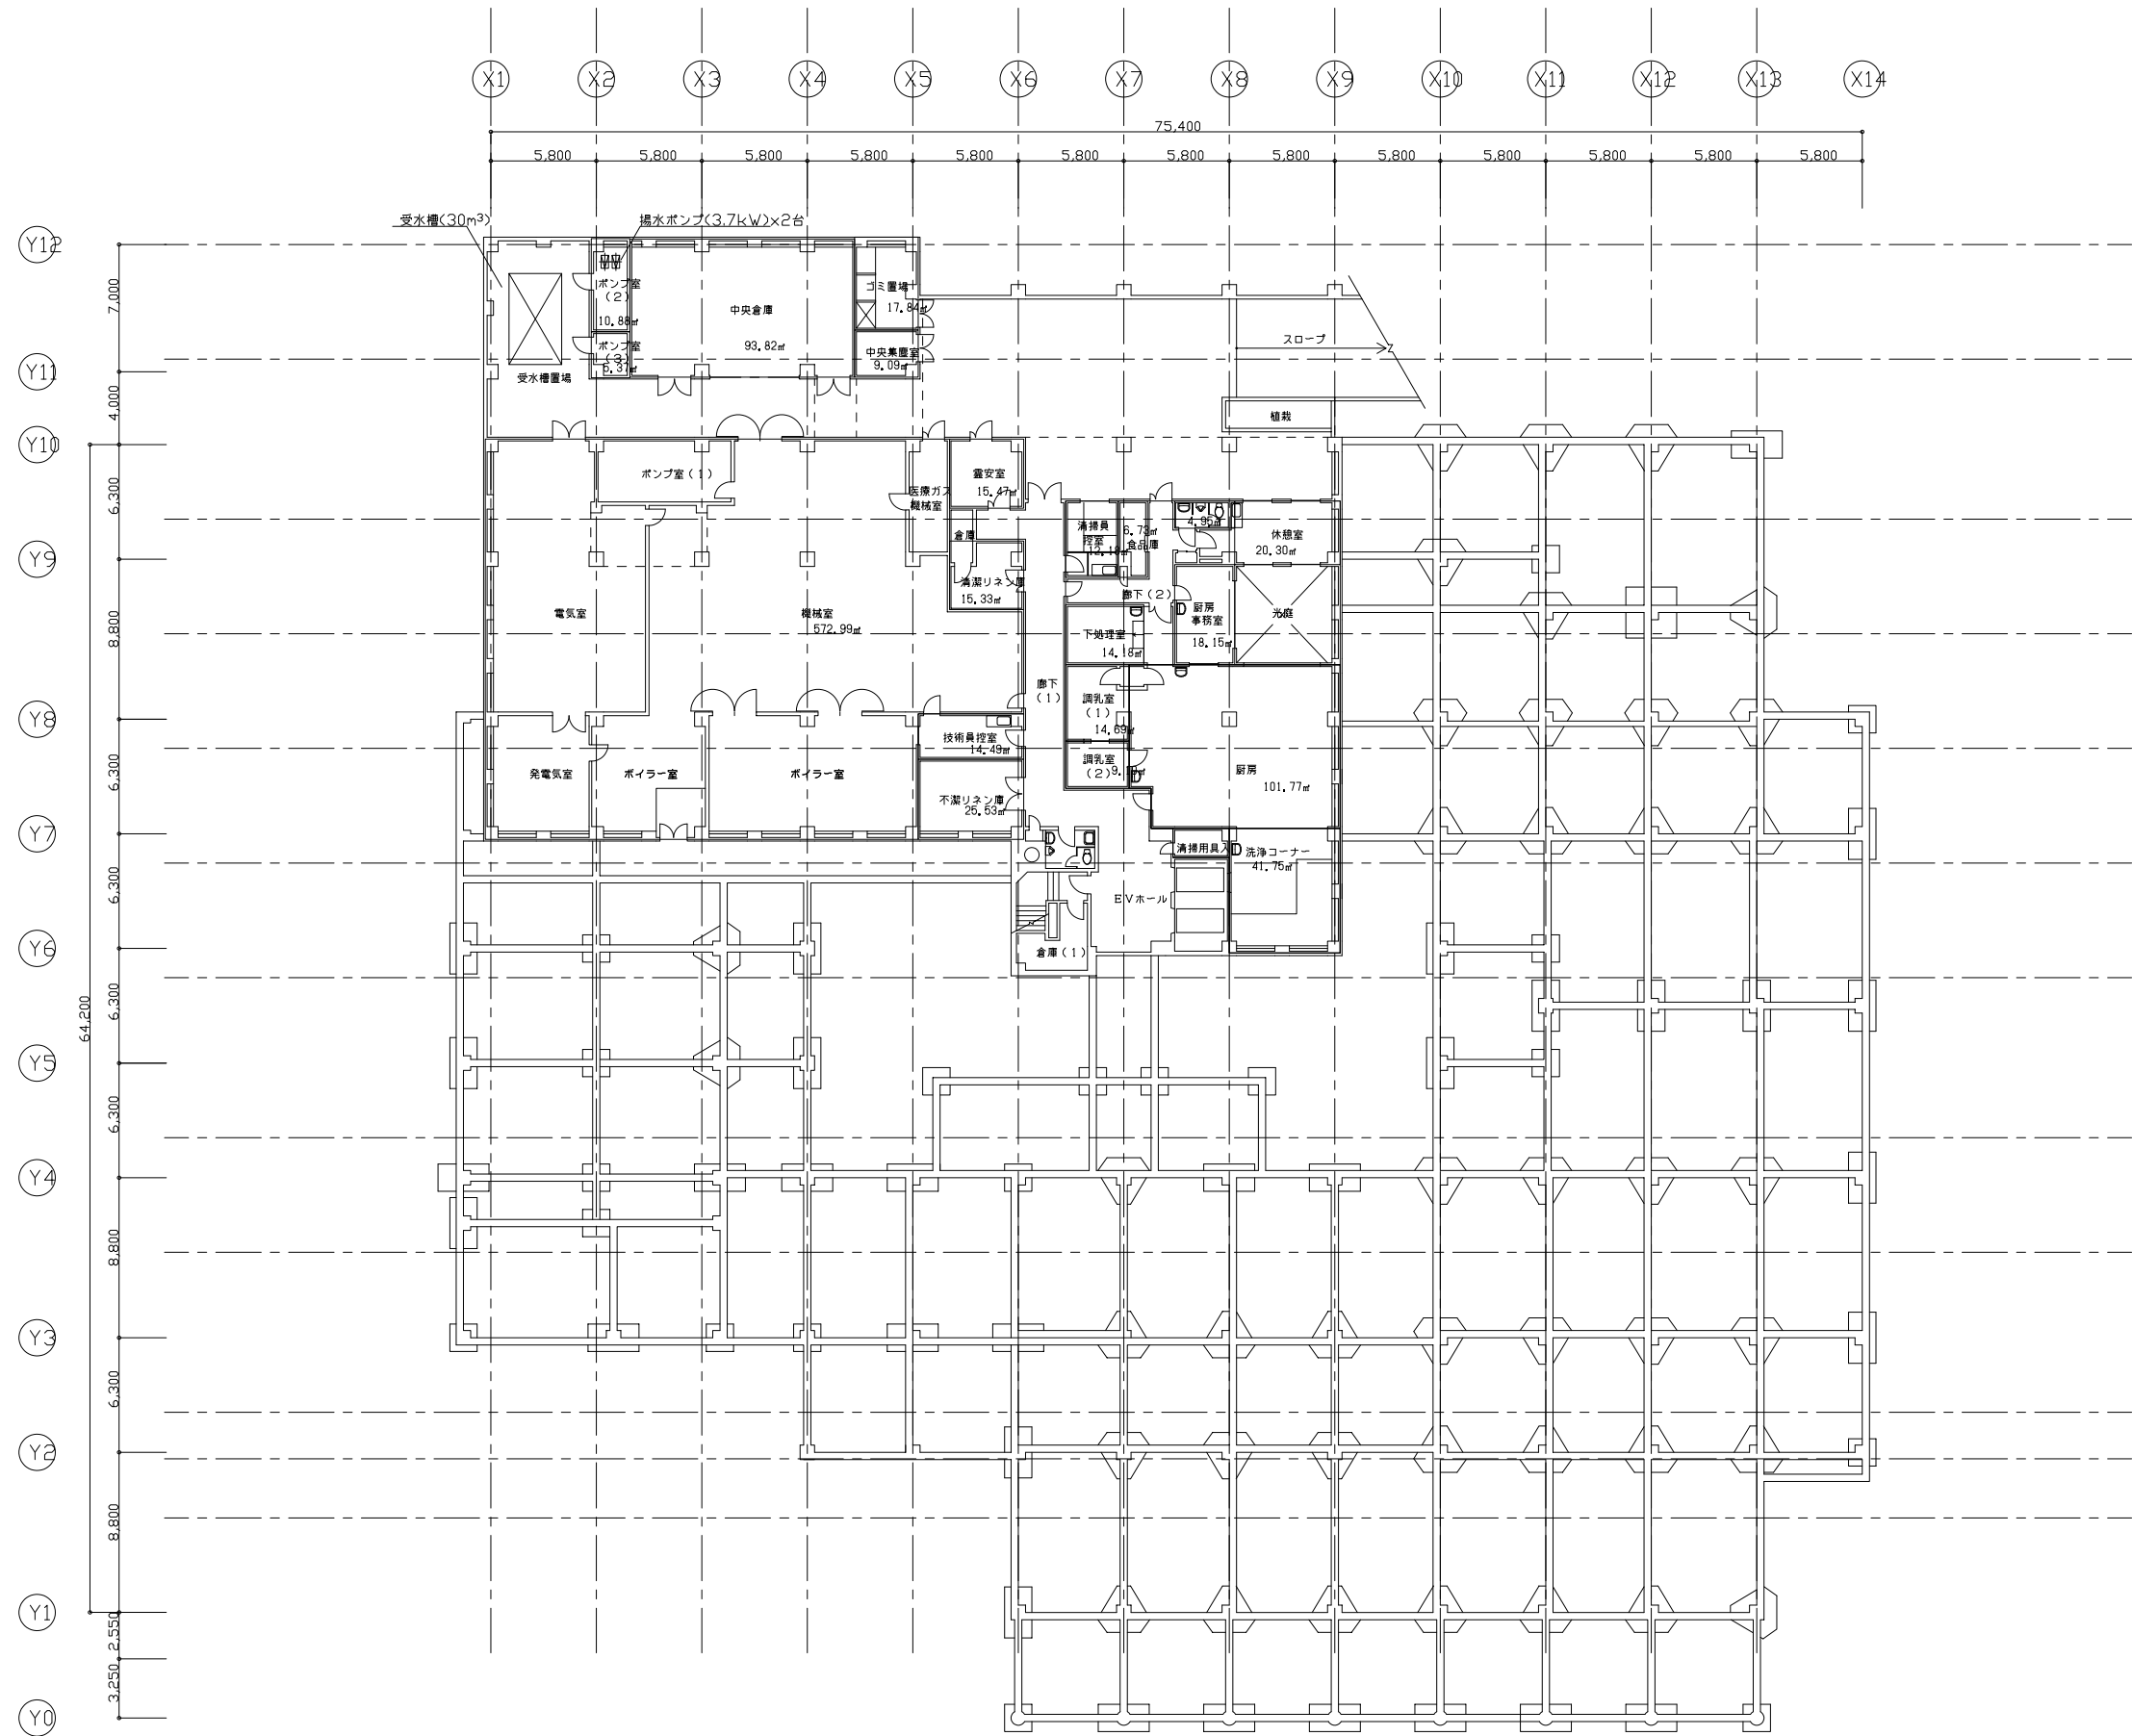 X1 X2 X3 X4 X5 X6 X7 X8 X9 X10 X11 X12 X13 X14
75,400
5,800 5,800 5,800 5,800 5,800 5,800 5,800 5,800 5,800 5,800 5,800 5,800 5,800
受水槽(30m³)
揚水ポンプ(3.7kW)x2台
Y12
7,000
Y11
4,000
Y10
6,300
Y9
8,800
Y8
6,300
Y7
6,300
Y6
6,300
Y5
6,300
Y4
8,800
Y3
6,300
Y2
8,800
Y1
2,550
3,250
Y0
64,200
ポンプ室
(2)
10.88㎡
ポンプ室
(3)
受水槽置場
中央倉庫
93.82㎡
ゴミ置場
17.84㎡
中央集塵室
9.09㎡
スロープ
植栽
ポンプ室(1)
医療ガス
機械室
霊安室
15.47㎡
倉庫
清潔リネン庫
15.33㎡
電気室
機械室
572.99㎡
清掃員
控室
12.18㎡
6.73㎡
食品庫
4.95㎡
休憩室
20.30㎡
廊下(2)
厨房
事務室
18.15㎡
光庭
下処理室
14.18㎡
廊下
(1)
調乳室
(1)
14.69㎡
調乳室
(2)
厨房
101.77㎡
技術員控室
14.49㎡
不潔リネン庫
25.53㎡
発電気室
ボイラー室
ボイラー室
清掃用具入
洗浄コーナー
41.75㎡
EVホール
倉庫(1)